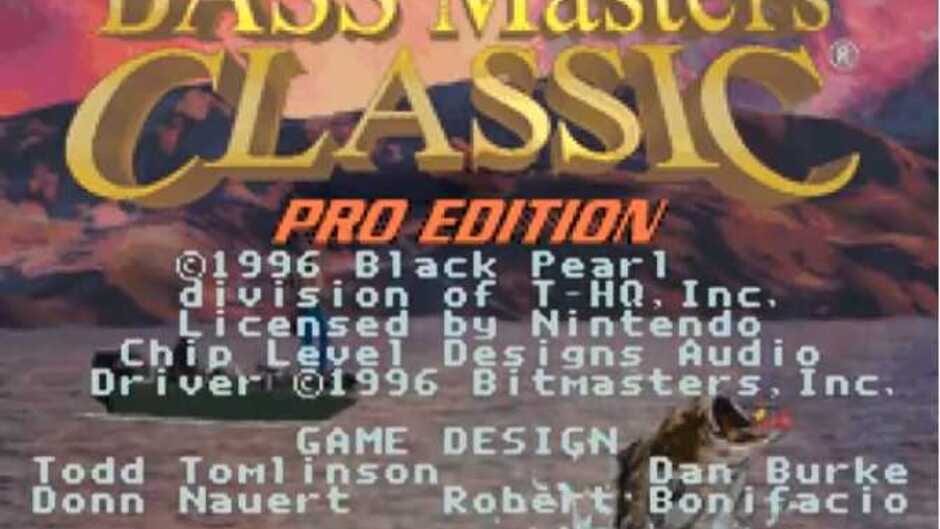 BASS Masters
CLASSIC®
PRO EDITION
©1996 Black Pearl
division of T-HQ, Inc.
Licensed by Nintendo
Chip Level Designs Audio
Driver ©1996 Bitmasters, Inc.
GAME DESIGN
Todd Tomlinson Dan Burke
Donn Nauert Robert Bonifacio